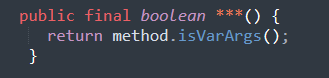 public final boolean ***() {
return method.isVarArgs();
}